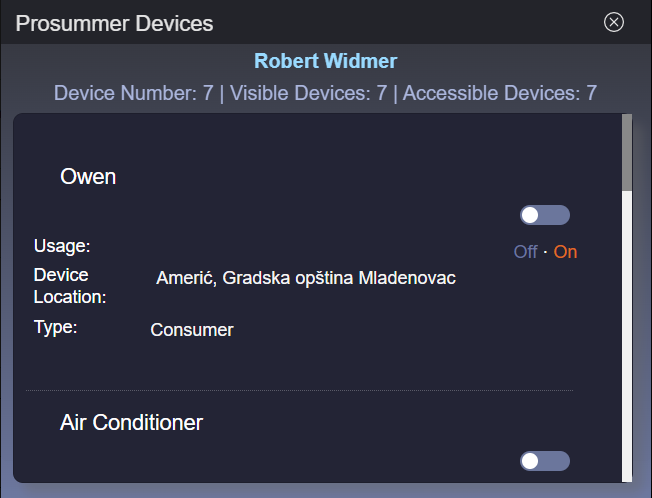 Prosummer Devices
Robert Widmer
Device Number: 7 | Visible Devices: 7 | Accessible Devices: 7
Owen
Usage:
Off · On
Device Location: Americ, Gradska opština Mladenovac
Type: Consumer
Air Conditioner